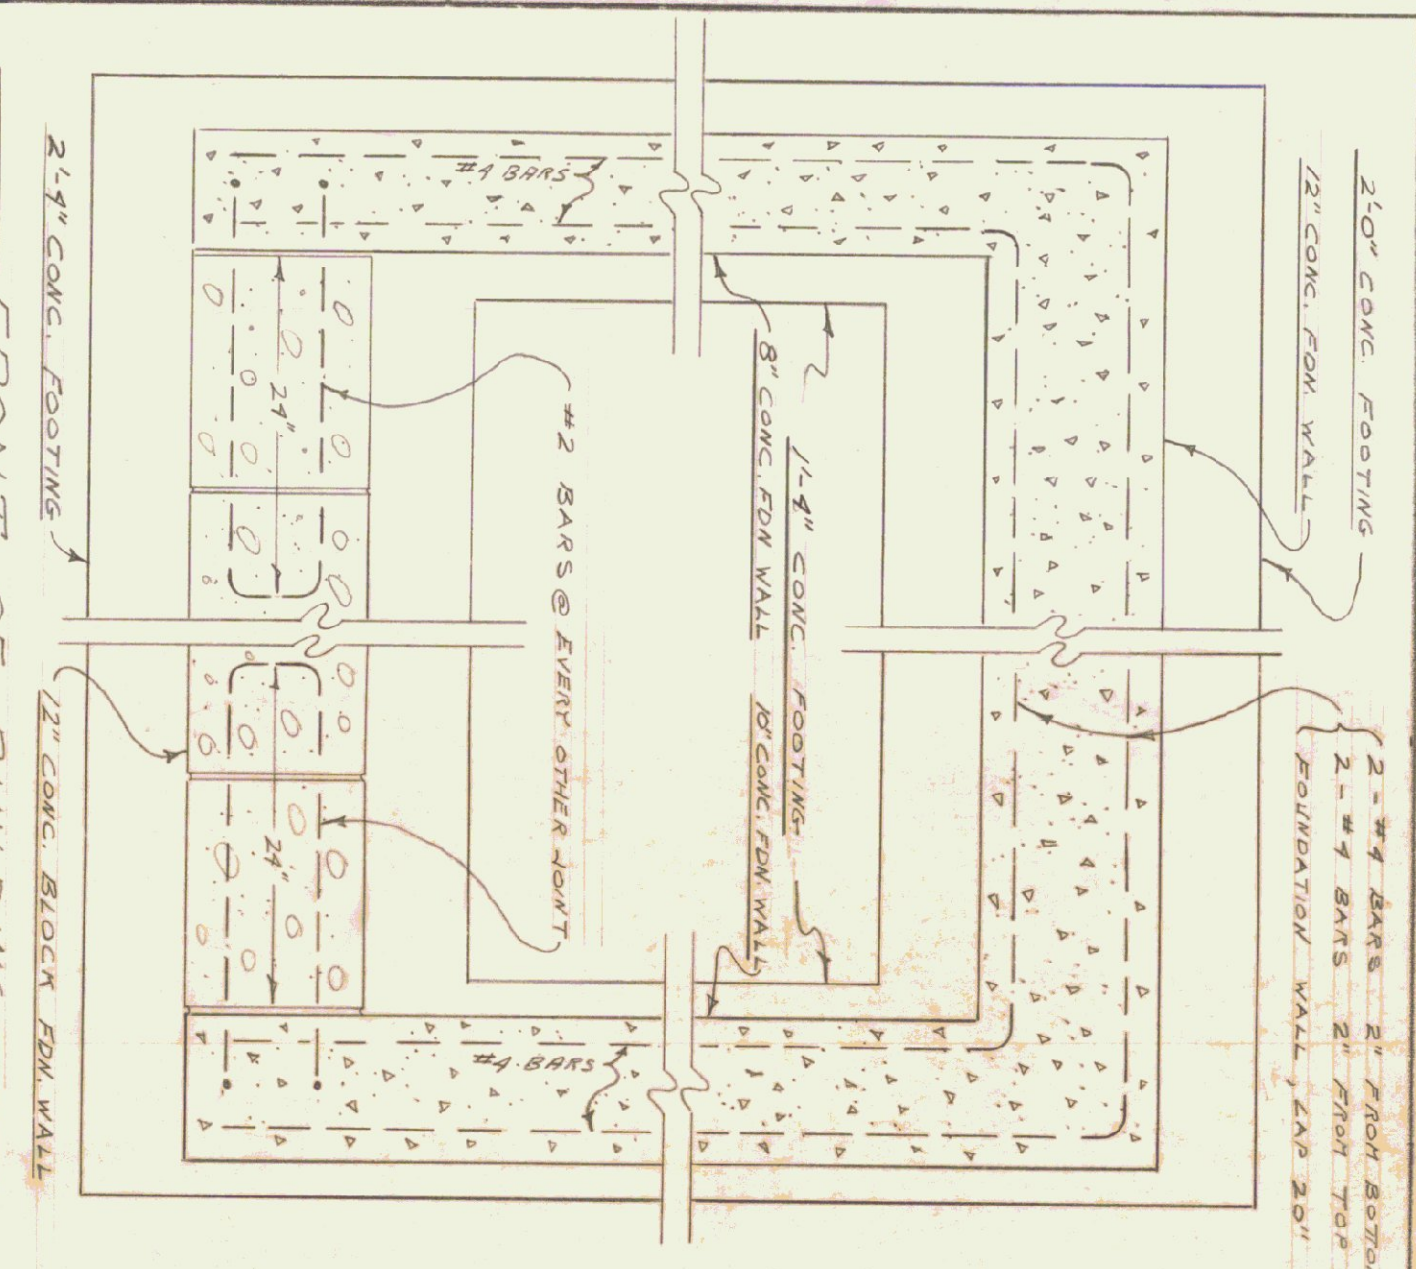 2'-0" CONC. FOOTING
12" CONC. FDN. WALL
2 - #4 BARS 2" FROM BOTTO
2 - #4 BARS 2" FROM TOP
FOUNDATION WALL, LAP 20"
1'-4" CONC. FOOTING
8" CONC. FDN WALL
10" CONC. FDN. WALL
#2 BARS @ EVERY OTHER JOINT
#4 BARS
#4 BARS
24"
24"
2'-4" CONC. FOOTING
12" CONC. BLOCK FDN. WALL